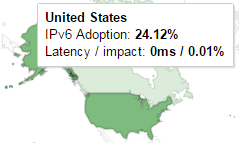 United States
IPv6 Adoption: 24.12%
Latency / impact: 0ms / 0.01%